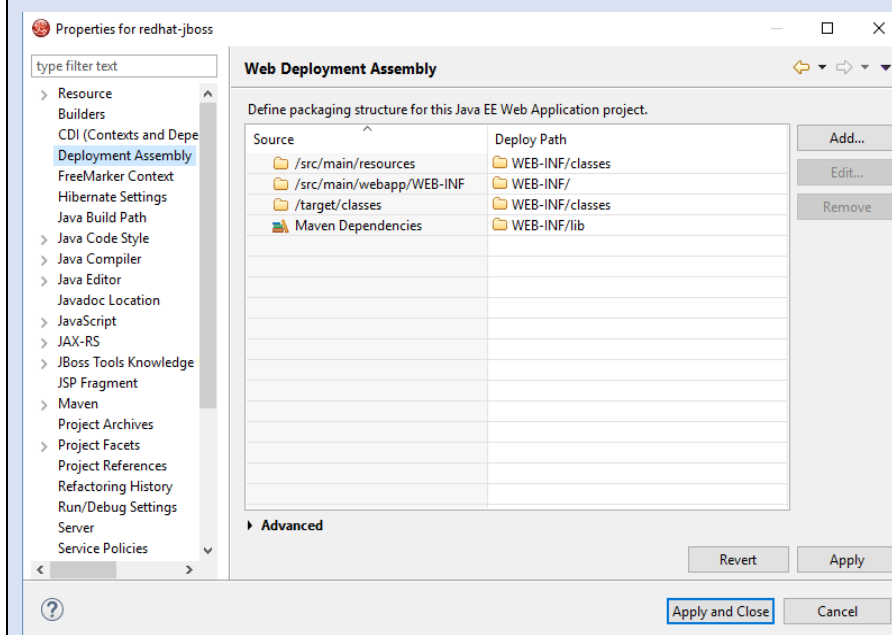 Properties for redhat-jboss
type filter text
Resource
Builders
CDI (Contexts and Depe
Deployment Assembly
FreeMarker Context
Hibernate Settings
Java Build Path
Java Code Style
Java Compiler
Java Editor
Javadoc Location
JavaScript
JAX-RS
JBoss Tools Knowledge
JSP Fragment
Maven
Project Archives
Project Facets
Project References
Refactoring History
Run/Debug Settings
Server
Service Policies
Web Deployment Assembly
Define packaging structure for this Java EE Web Application project.
Source Deploy Path
/src/main/resources WEB-INF/classes
/src/main/webapp/WEB-INF WEB-INF/
/target/classes WEB-INF/classes
Maven Dependencies WEB-INF/lib
Add...
Edit...
Remove
Advanced
Revert Apply
Apply and Close Cancel